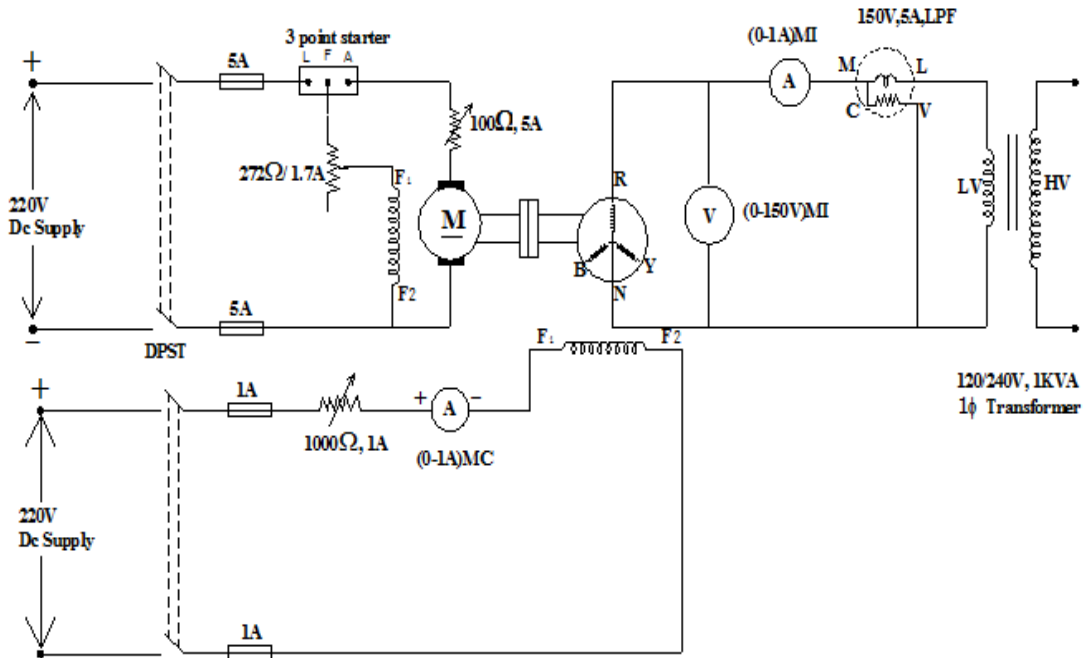 150V,5A,LPF
(0-1A)MI
3 point starter
L F A
5A
+
A
M
L
C
V
100Ω, 5A
272Ω/ 1.7A
F₁
R
LV
HV
220V
Dc Supply
M
V
(0-150V)MI
B
Y
F2
N
5A
−
DPST
F₁
F2
+
1A
+
A
−
120/240V, 1KVA
1ϕ Transformer
1000Ω, 1A
(0-1A)MC
220V
Dc Supply
1A